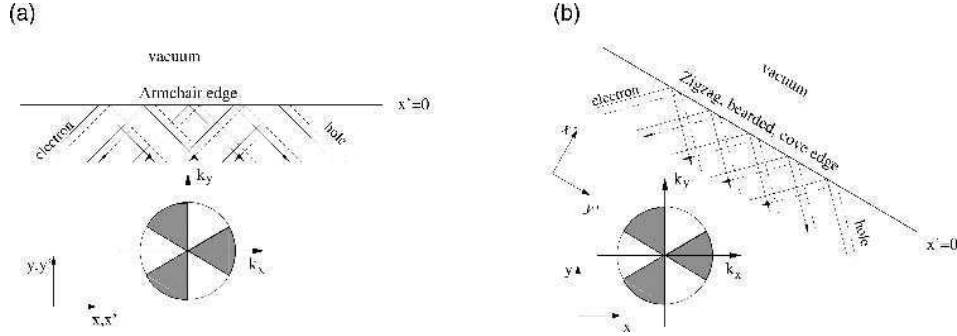 (a)
vacuum
Armchair edge
x'=0
electron
hole
k_y
k_x
y,y'
x,x'
(b)
vacuum
Zigzag, bearded, cove edge
electron
x'
y'
k_y
hole
x'=0
k_x
y
x